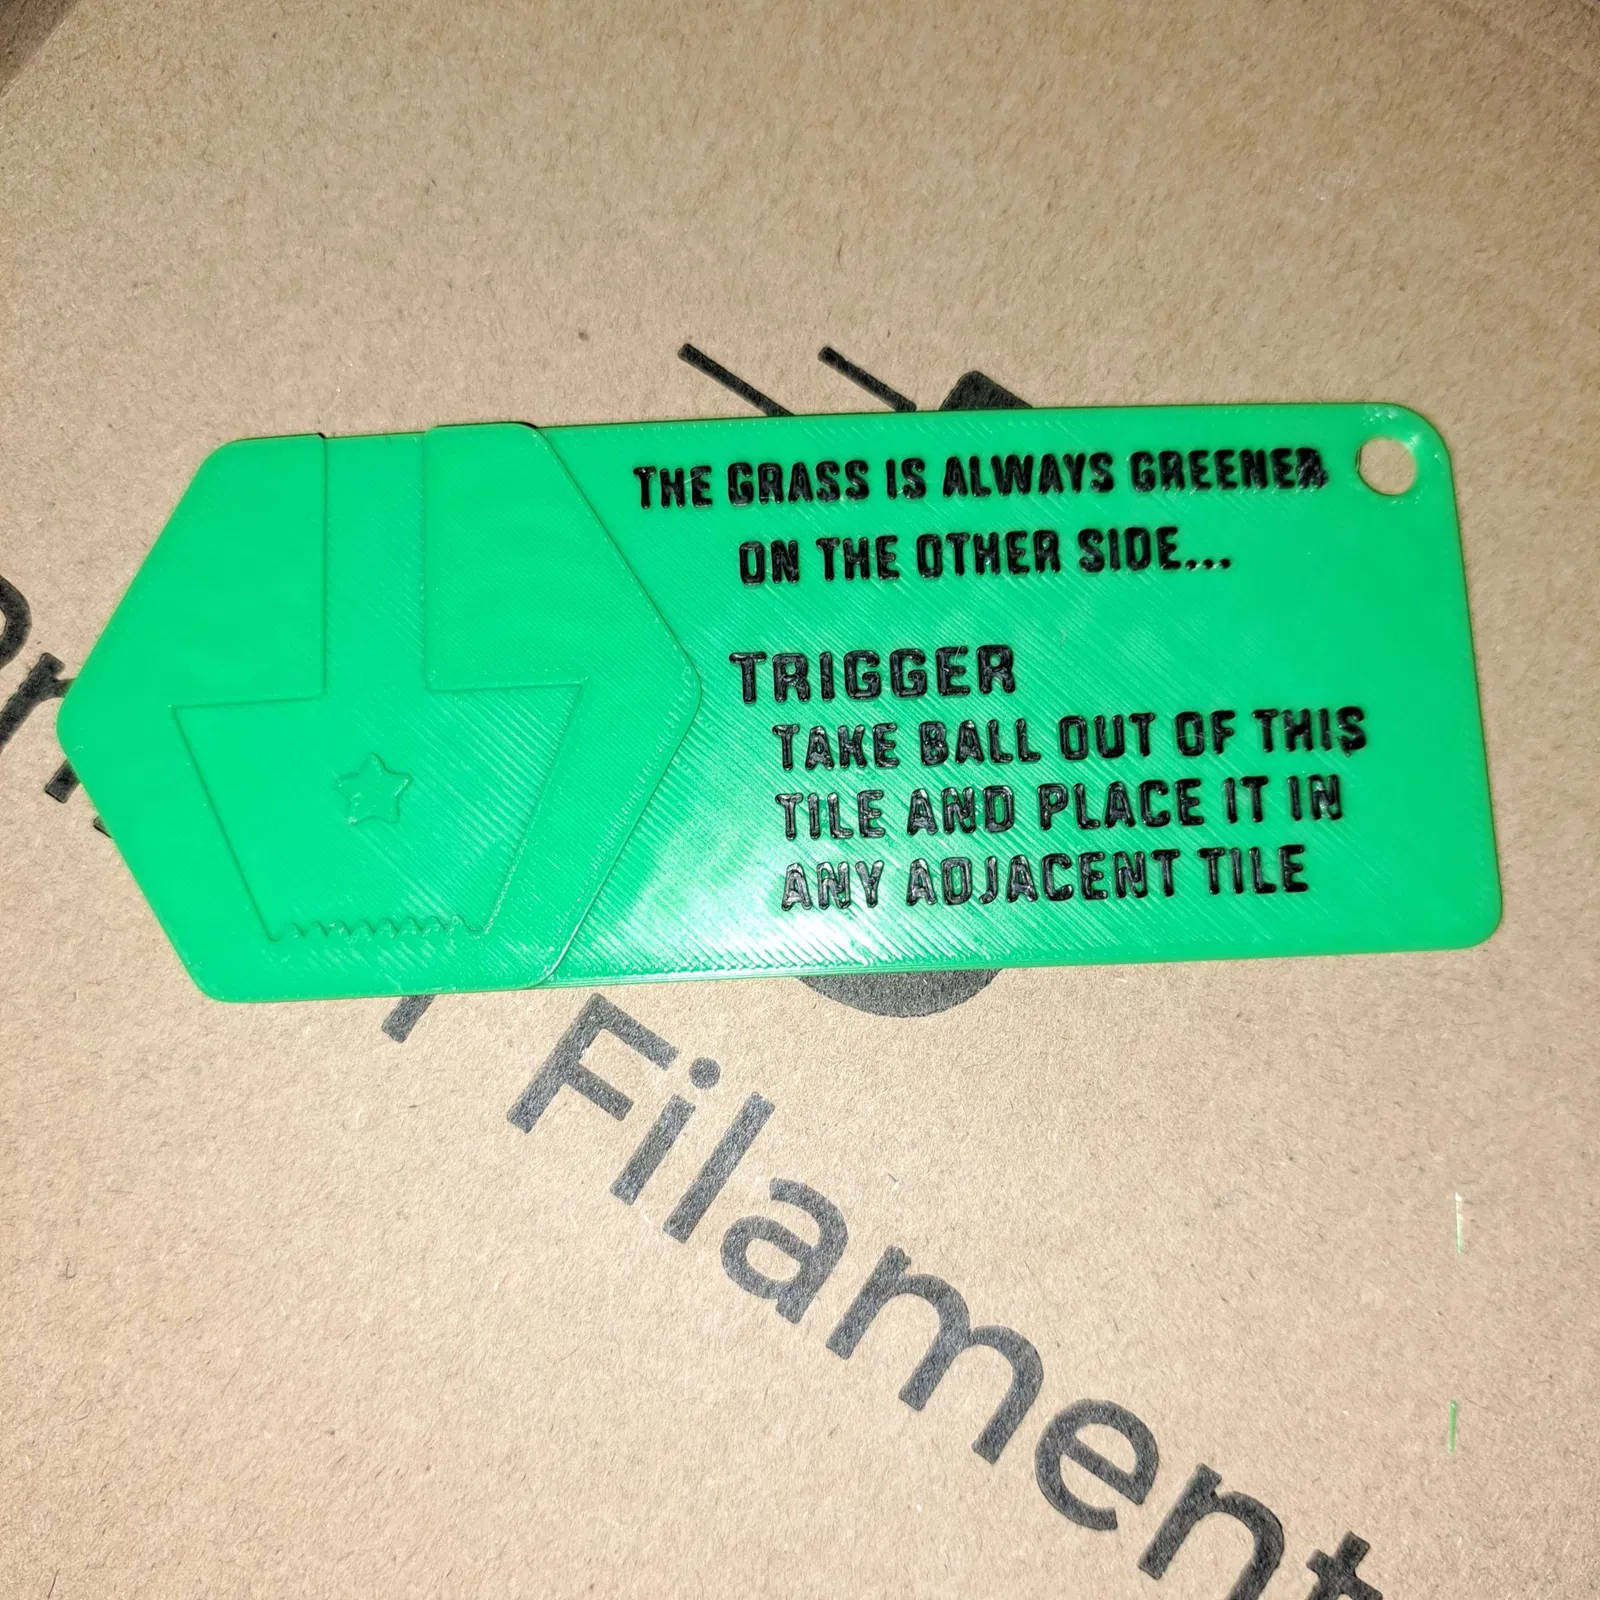 THE GRASS IS ALWAYS GREENER
ON THE OTHER SIDE...
TRIGGER
TAKE BALL OUT OF THIS
TILE AND PLACE IT IN
ANY ADJACENT TILE
Filament